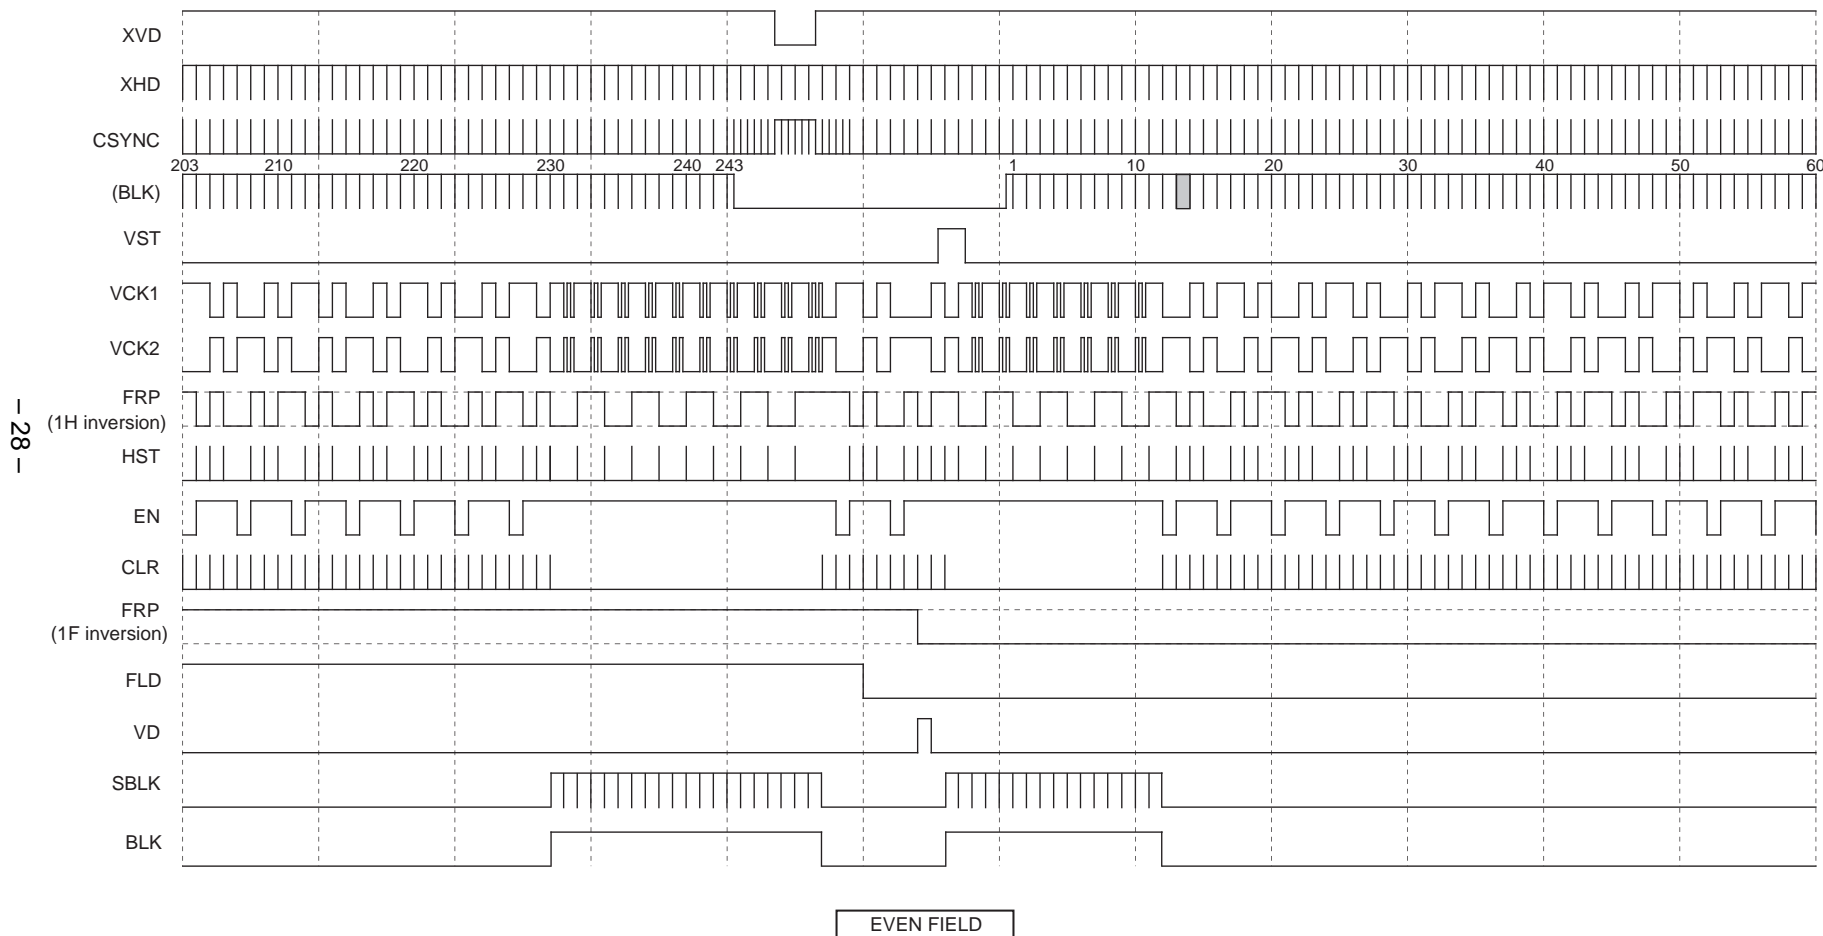 XVD
XHD
CSYNC
203 210 220 230 240 243 1 10 20 30 40 50 60
(BLK)
VST
VCK1
VCK2
FRP
(1H inversion)
HST
EN
CLR
FRP
(1F inversion)
FLD
VD
SBLK
BLK
– 28 –
EVEN FIELD